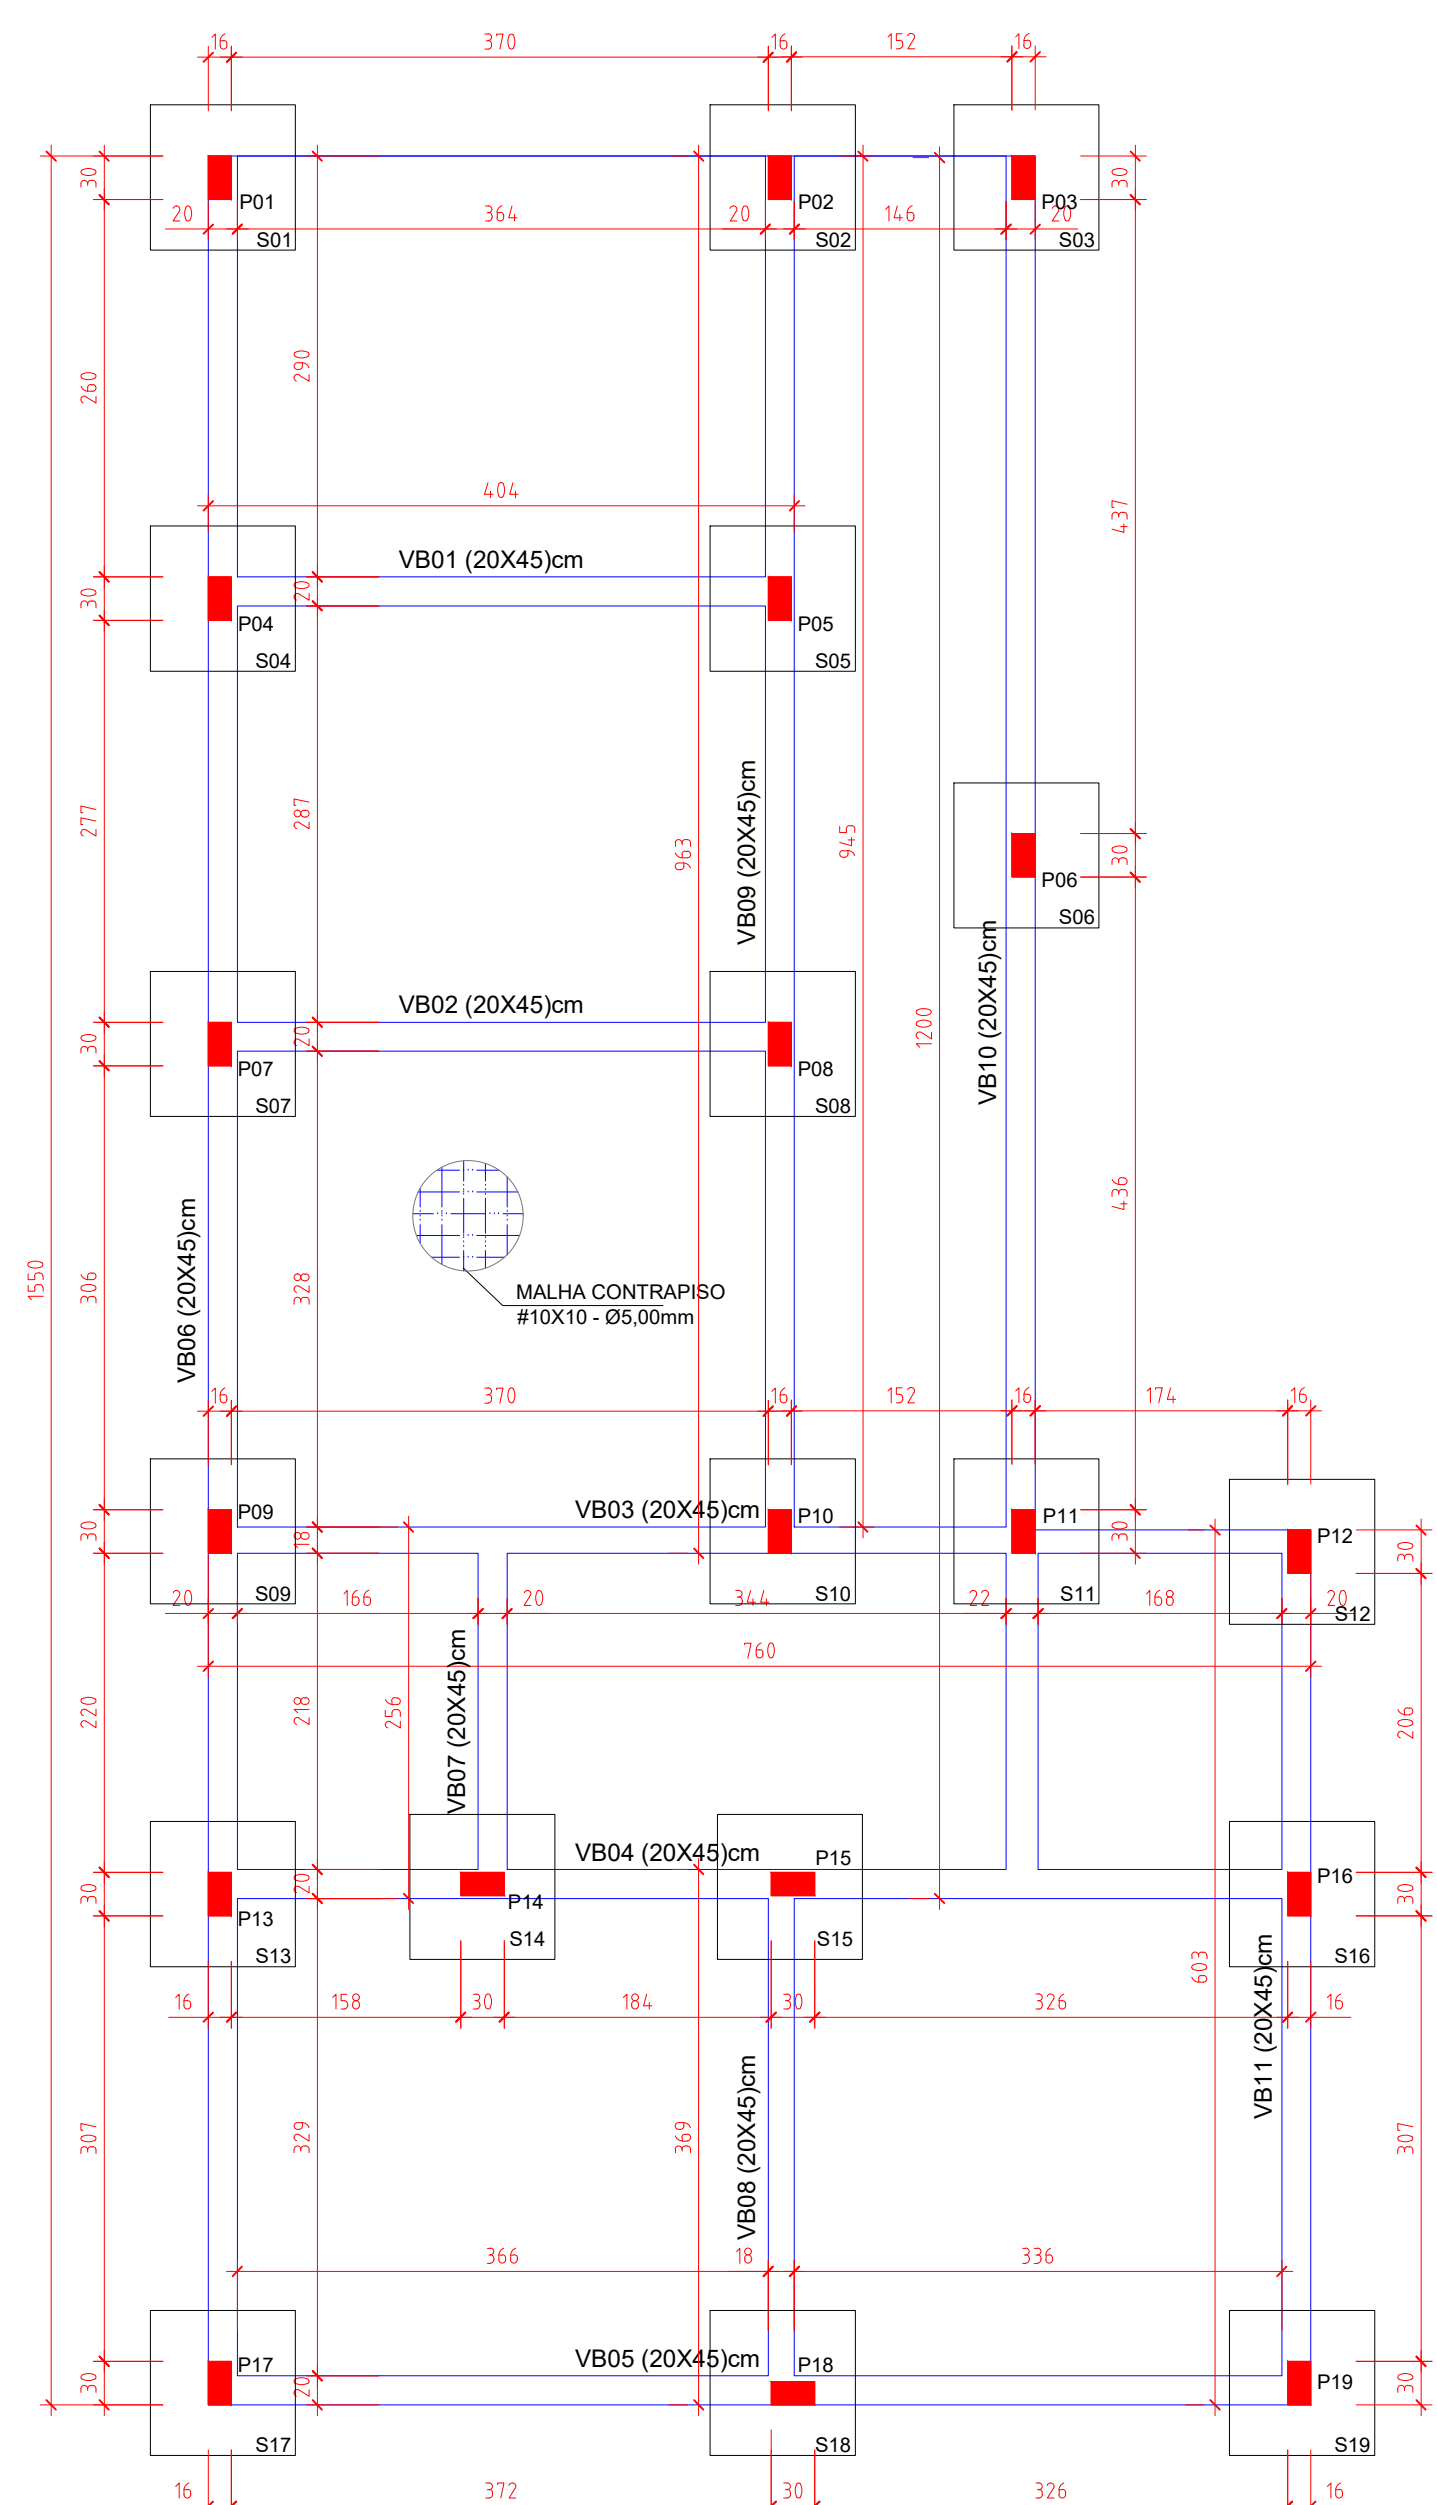 16 370 16 152 16
30 30
P01 P02 P03
20 364 20 146 20
S01 S02 S03
260 290
404
437
VB01 (20X45)cm
30 20
P04 P05
S04 S05
277 287 963 945
VB09 (20X45)cm
30
P06
S06
VB10 (20X45)cm
VB02 (20X45)cm
30 20
P07 P08
S07 S08
1200
436
VB06 (20X45)cm
MALHA CONTRAPISO
#10X10 - Ø5,00mm
1550 306 328
16 370 16 152 16 174 16
VB03 (20X45)cm
P09 P10 P11 P12
30 18 30 30
S09 S10 S11 S12
20 166 20 344 22 168 20
760
VB07 (20X45)cm
220 218 256 206
VB04 (20X45)cm
P15
P16
30 20 30
P14
P13
S14 S15
S13 S16
VB11 (20X45)cm
603
16 158 30 184 30 326 16
VB08 (20X45)cm
307 329 369 307
366 18 336
VB05 (20X45)cm
P17 P18 P19
30 20 30
S17 S18 S19
16 372 30 326 16